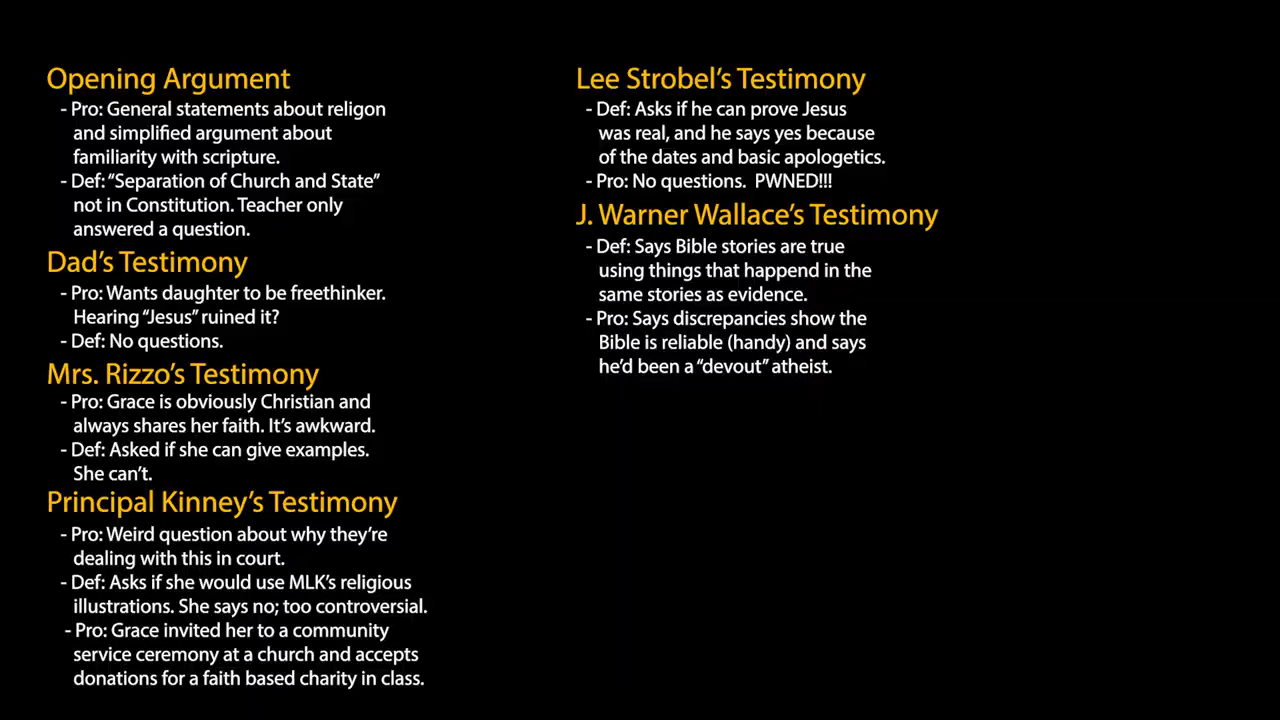 Opening Argument
- Pro: General statements about religon
and simplified argument about
familiarity with scripture.
- Def: “Separation of Church and State”
not in Constitution. Teacher only
answered a question.
Dad’s Testimony
- Pro: Wants daughter to be freethinker.
Hearing “Jesus” ruined it?
- Def: No questions.
Mrs. Rizzo’s Testimony
- Pro: Grace is obviously Christian and
always shares her faith. It’s awkward.
- Def: Asked if she can give examples.
She can’t.
Principal Kinney’s Testimony
- Pro: Weird question about why they’re
dealing with this in court.
- Def: Asks if she would use MLK’s religious
illustrations. She says no; too controversial.
- Pro: Grace invited her to a community
service ceremony at a church and accepts
donations for a faith based charity in class.
Lee Strobel’s Testimony
- Def: Asks if he can prove Jesus
was real, and he says yes because
of the dates and basic apologetics.
- Pro: No questions. PWNED!!!
J. Warner Wallace’s Testimony
- Def: Says Bible stories are true
using things that happend in the
same stories as evidence.
- Pro: Says discrepancies show the
Bible is reliable (handy) and says
he’d been a “devout” atheist.